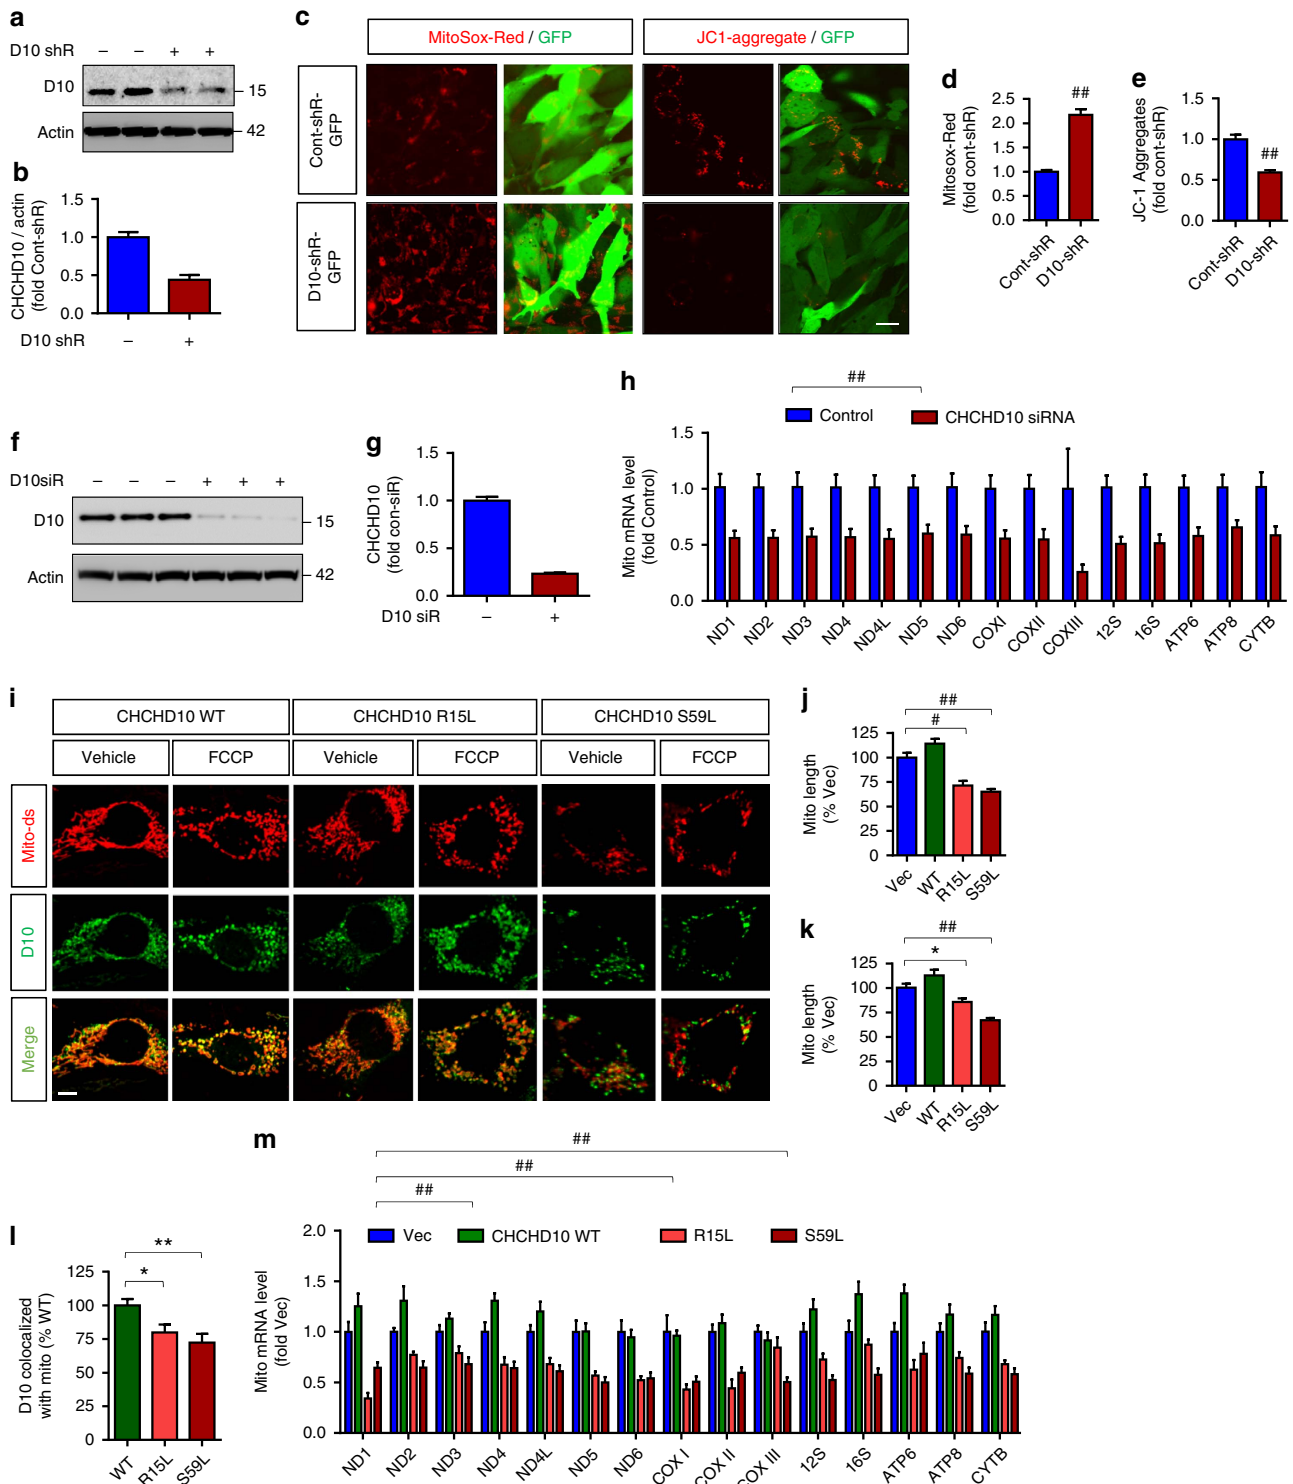 a
D10 shR – – + +
D10
15
Actin
42
b
CHCHD10 / actin
(fold Cont-shR)
1.5
1.0
0.5
0.0
D10 shR – +
c
MitoSox-Red / GFP
JC1-aggregate / GFP
Cont-shR-
GFP
D10-shR-
GFP
d
Mitosox-Red
(fold cont-shR)
2.5
2.0
1.5
1.0
0.5
0.0
##
Cont-shR
D10-shR
e
JC-1 Aggregates
(fold cont-shR)
1.5
1.0
0.5
0.0
##
Cont-shR
D10-shR
f
D10siR – – – + + +
D10
15
Actin
42
g
CHCHD10
(fold con-siR)
1.5
1.0
0.5
0.0
D10 siR – +
h
##
Control
CHCHD10 siRNA
Mito mRNA level
(fold Control)
1.5
1.0
0.5
0.0
ND1 ND2 ND3 ND4 ND4L ND5 ND6 COXI COXII COXIII 12S 16S ATP6 ATP8 CYTB
i
CHCHD10 WT
CHCHD10 R15L
CHCHD10 S59L
Vehicle FCCP Vehicle FCCP Vehicle FCCP
Mito-ds
D10
Merge
j
##
#
Mito length
(% Vec)
125
100
75
50
25
0
Vec WT R15L S59L
k
##
*
Mito length
(% Vec)
125
100
75
50
25
0
Vec WT R15L S59L
l
**
*
D10 colocalized
with mito (% WT)
125
100
75
50
25
0
WT R15L S59L
m
##
##
##
Vec
CHCHD10 WT
R15L
S59L
Mito mRNA level
(fold Vec)
2.0
1.5
1.0
0.5
0.0
ND1 ND2 ND3 ND4 ND4L ND5 ND6 COX I COX II COX III 12S 16S ATP6 ATP8 CYTB